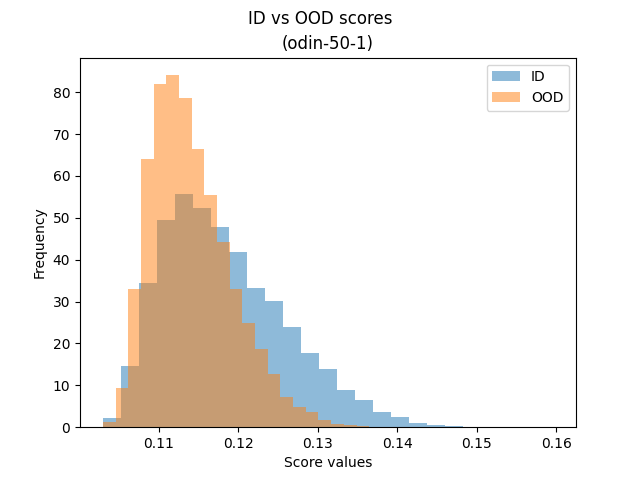 ID vs OOD scores
(odin-50-1)
ID
OOD
Frequency
80
70
60
50
40
30
20
10
0
0.11
0.12
0.13
0.14
0.15
0.16
Score values